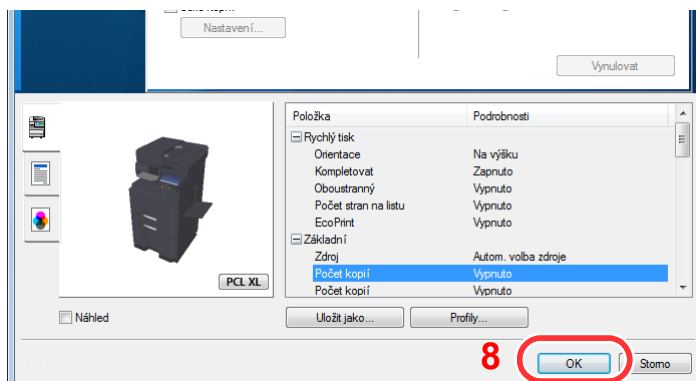 Nastavení...
Vynulovat
Položka Podrobnosti
Rychlý tisk
Orientace Na výšku
Kompletovat Zapnuto
Oboustranný Vypnuto
Počet stran na listu Vypnuto
EcoPrint Vypnuto
Základní
Zdroj Autom. volba zdroje
Počet kopií Vypnuto
Počet kopií Vypnuto
PCL XL
Náhled Uložit jako... Profily...
8 OK Storno